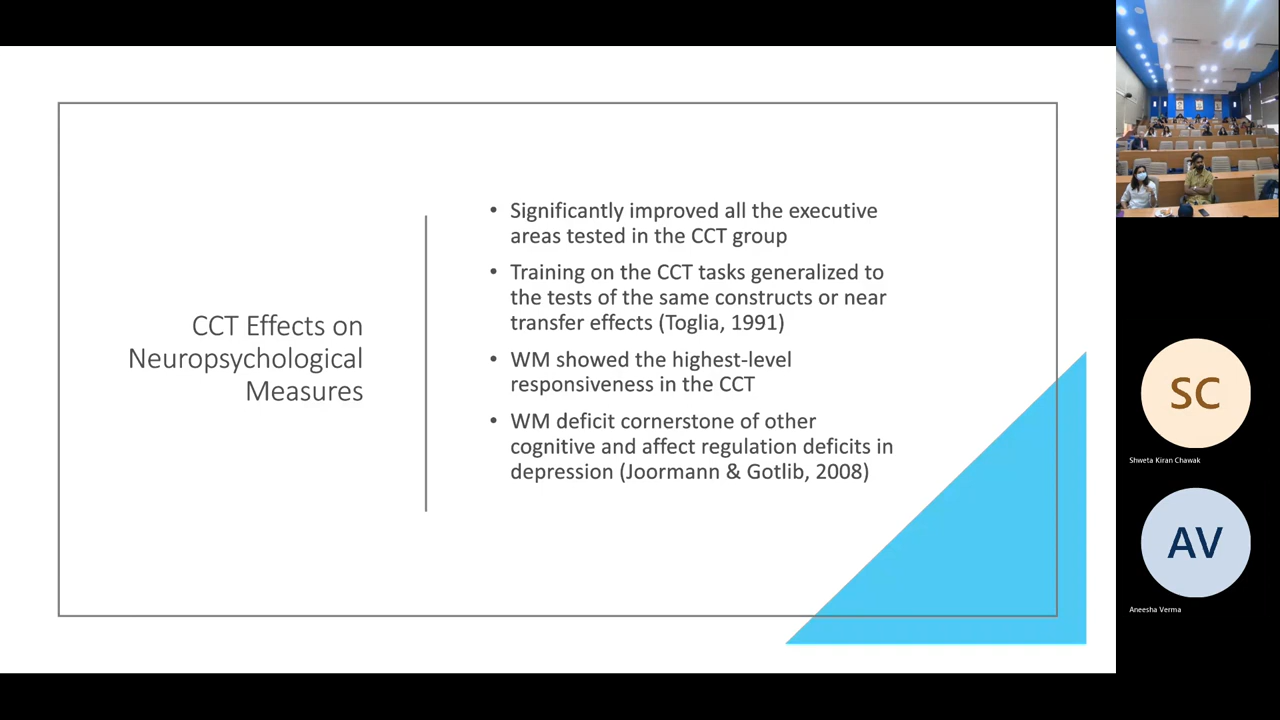 CCT Effects on
Neuropsychological
Measures
• Significantly improved all the executive
areas tested in the CCT group
• Training on the CCT tasks generalized to
the tests of the same constructs or near
transfer effects (Toglia, 1991)
• WM showed the highest-level
responsiveness in the CCT
• WM deficit cornerstone of other
cognitive and affect regulation deficits in
depression (Joormann & Gotlib, 2008)
SC
Shweta Kiran Chawak
AV
Aneesha Verma